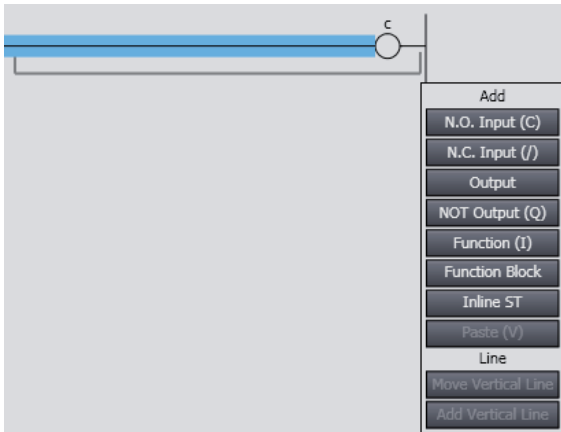 c
Add
N.O. Input (C)
N.C. Input (/)
Output
NOT Output (Q)
Function (I)
Function Block
Inline ST
Paste (V)
Line
Move Vertical Line
Add Vertical Line